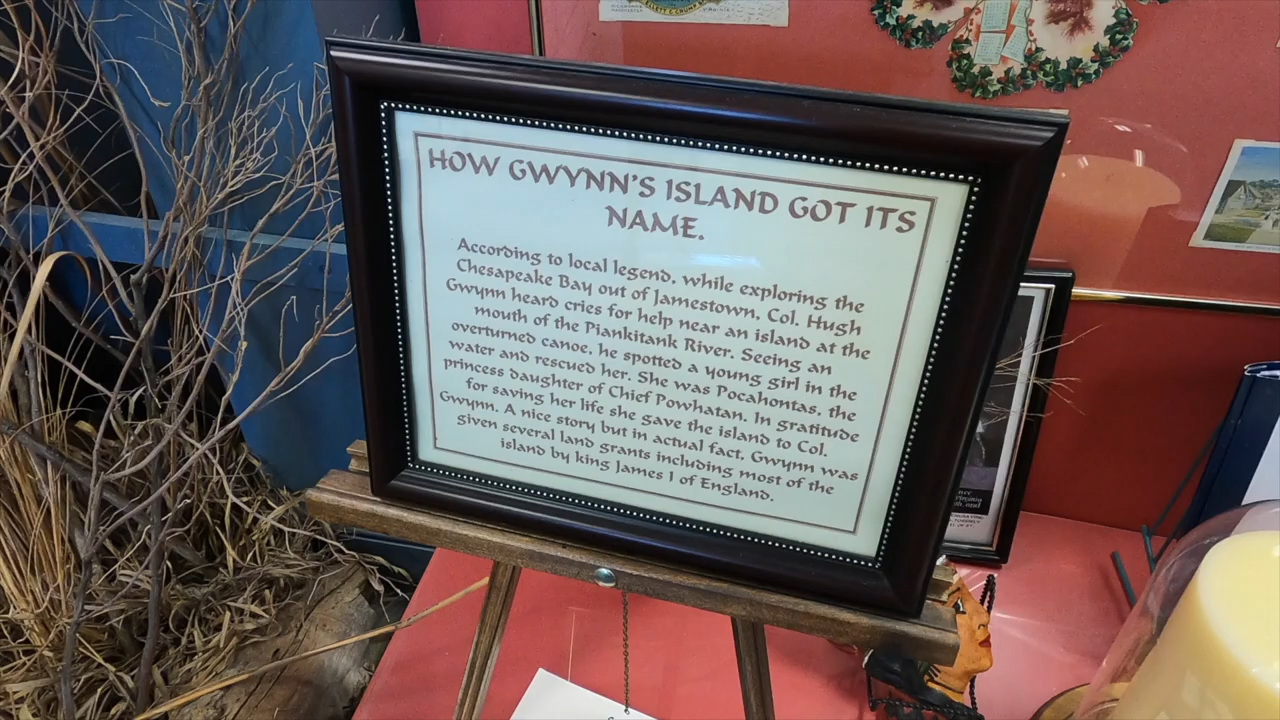 HOW GWYNN'S ISLAND GOT ITS
NAME.
According to local legend, while exploring the
Chesapeake Bay out of Jamestown, Col. Hugh
Gwynn heard cries for help near an island at the
mouth of the Piankitank River. Seeing an
overturned canoe, he spotted a young girl in the
water and rescued her. She was Pocahontas, the
princess daughter of Chief Powhatan. In gratitude
for saving her life she gave the island to Col.
Gwynn. A nice story but in actual fact, Gwynn was
given several land grants including most of the
island by king James I of England.